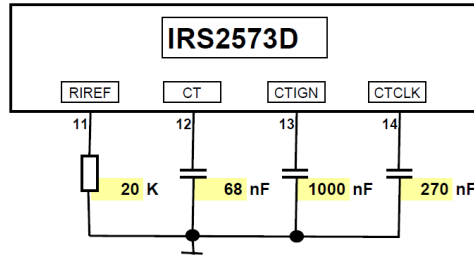 IRS2573D
RIREF CT CTIGN CTCLK
11 12 13 14
20 K 68 nF 1000 nF 270 nF